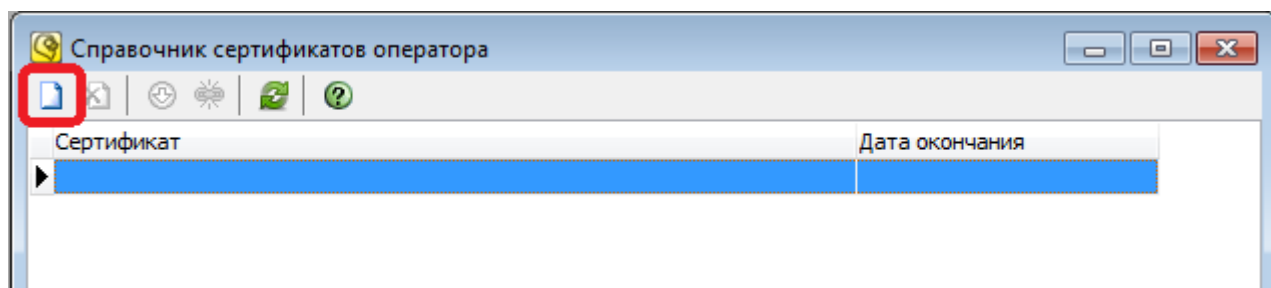 Справочник сертификатов оператора
Сертификат Дата окончания